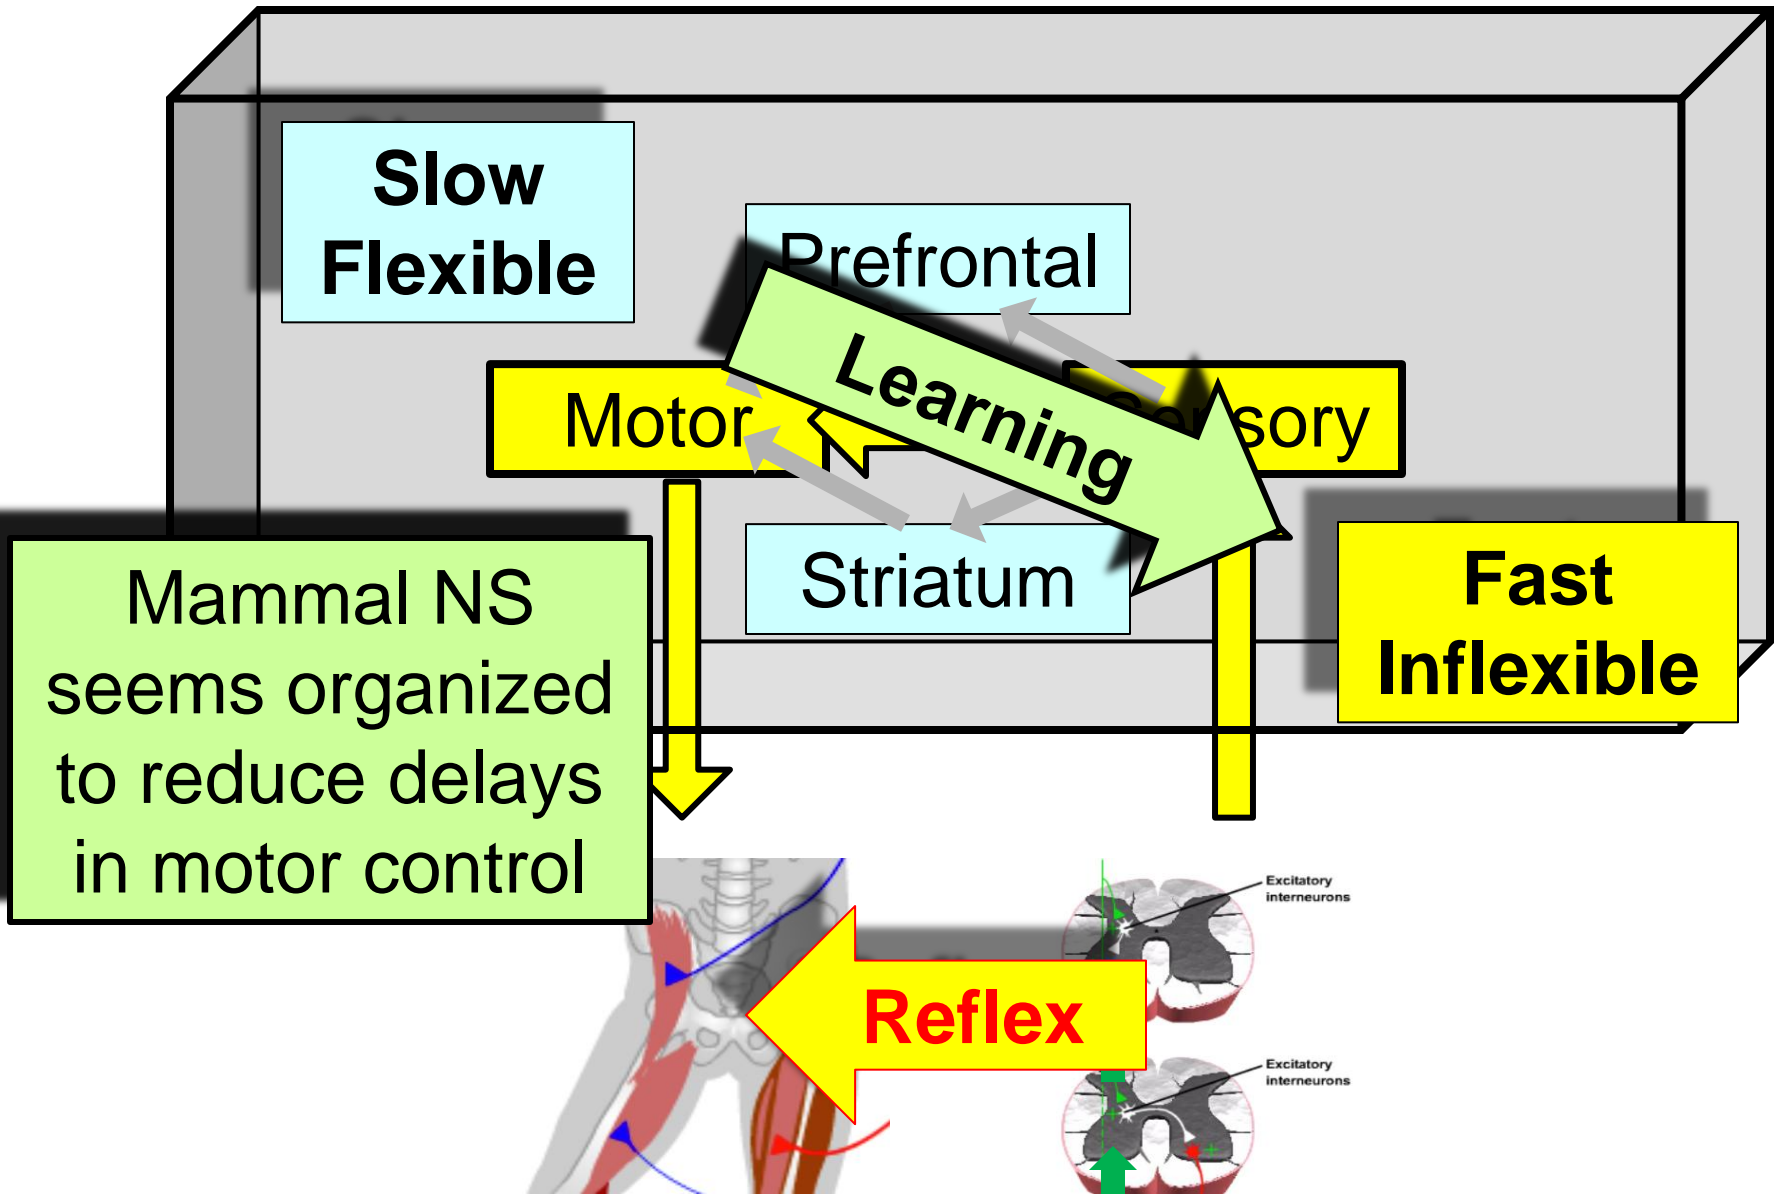 Slow
Flexible
Prefrontal
Learning
Motor
Sensory
Striatum
Fast
Inflexible
Mammal NS
seems organized
to reduce delays
in motor control
Excitatory
interneurons
Reflex
Excitatory
interneurons